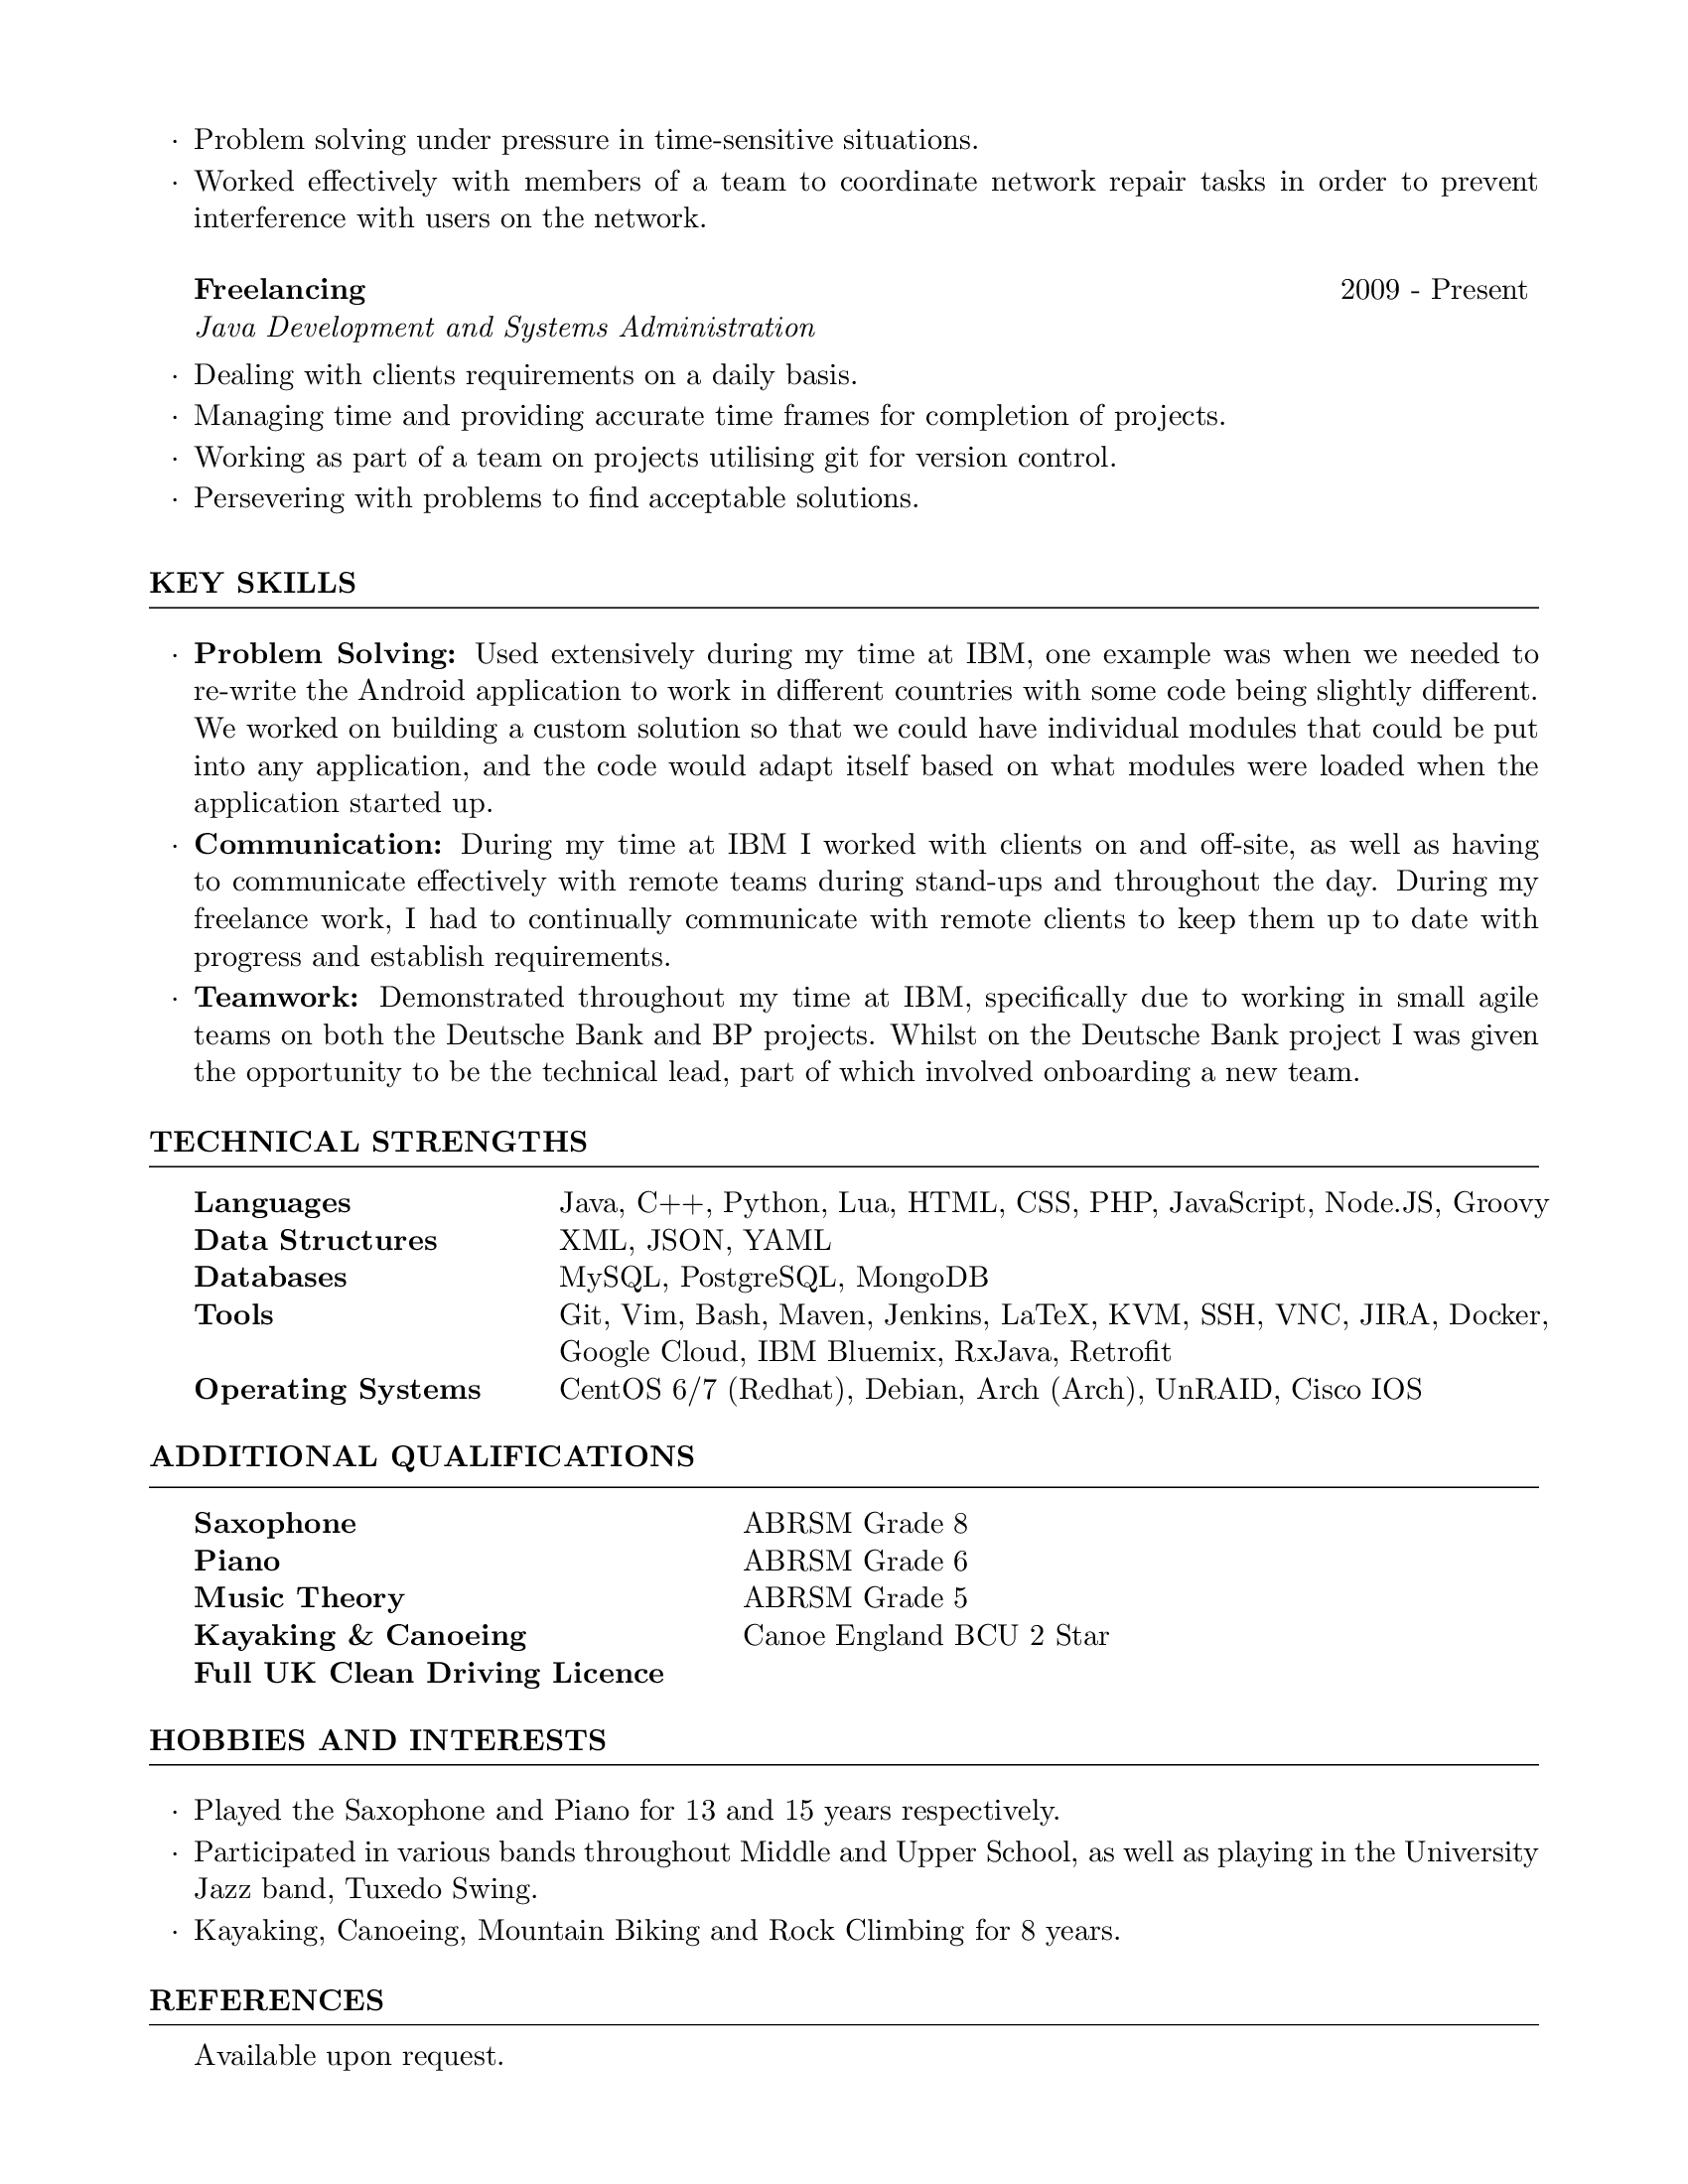 · Problem solving under pressure in time-sensitive situations.
· Worked effectively with members of a team to coordinate network repair tasks in order to prevent
interference with users on the network.
Freelancing 2009 - Present
Java Development and Systems Administration
· Dealing with clients requirements on a daily basis.
· Managing time and providing accurate time frames for completion of projects.
· Working as part of a team on projects utilising git for version control.
· Persevering with problems to find acceptable solutions.
KEY SKILLS
· Problem Solving: Used extensively during my time at IBM, one example was when we needed to
re-write the Android application to work in different countries with some code being slightly different.
We worked on building a custom solution so that we could have individual modules that could be put
into any application, and the code would adapt itself based on what modules were loaded when the
application started up.
· Communication: During my time at IBM I worked with clients on and off-site, as well as having
to communicate effectively with remote teams during stand-ups and throughout the day. During my
freelance work, I had to continually communicate with remote clients to keep them up to date with
progress and establish requirements.
· Teamwork: Demonstrated throughout my time at IBM, specifically due to working in small agile
teams on both the Deutsche Bank and BP projects. Whilst on the Deutsche Bank project I was given
the opportunity to be the technical lead, part of which involved onboarding a new team.
TECHNICAL STRENGTHS
Languages Java, C++, Python, Lua, HTML, CSS, PHP, JavaScript, Node.JS, Groovy
Data Structures XML, JSON, YAML
Databases MySQL, PostgreSQL, MongoDB
Tools Git, Vim, Bash, Maven, Jenkins, LaTeX, KVM, SSH, VNC, JIRA, Docker,
Google Cloud, IBM Bluemix, RxJava, Retrofit
Operating Systems CentOS 6/7 (Redhat), Debian, Arch (Arch), UnRAID, Cisco IOS
ADDITIONAL QUALIFICATIONS
Saxophone ABRSM Grade 8
Piano ABRSM Grade 6
Music Theory ABRSM Grade 5
Kayaking & Canoeing Canoe England BCU 2 Star
Full UK Clean Driving Licence
HOBBIES AND INTERESTS
· Played the Saxophone and Piano for 13 and 15 years respectively.
· Participated in various bands throughout Middle and Upper School, as well as playing in the University
Jazz band, Tuxedo Swing.
· Kayaking, Canoeing, Mountain Biking and Rock Climbing for 8 years.
REFERENCES
Available upon request.